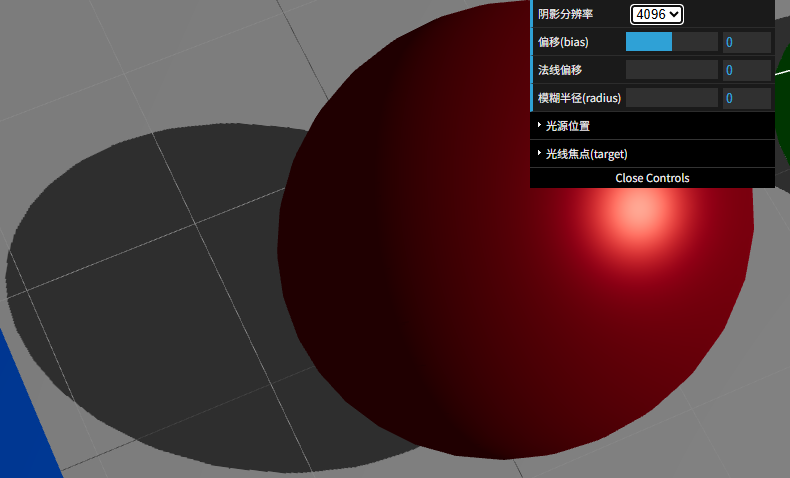 阴影分辨率 4096
偏移(bias) 0
法线偏移 0
模糊半径(radius) 0
光源位置
光线焦点(target)
Close Controls